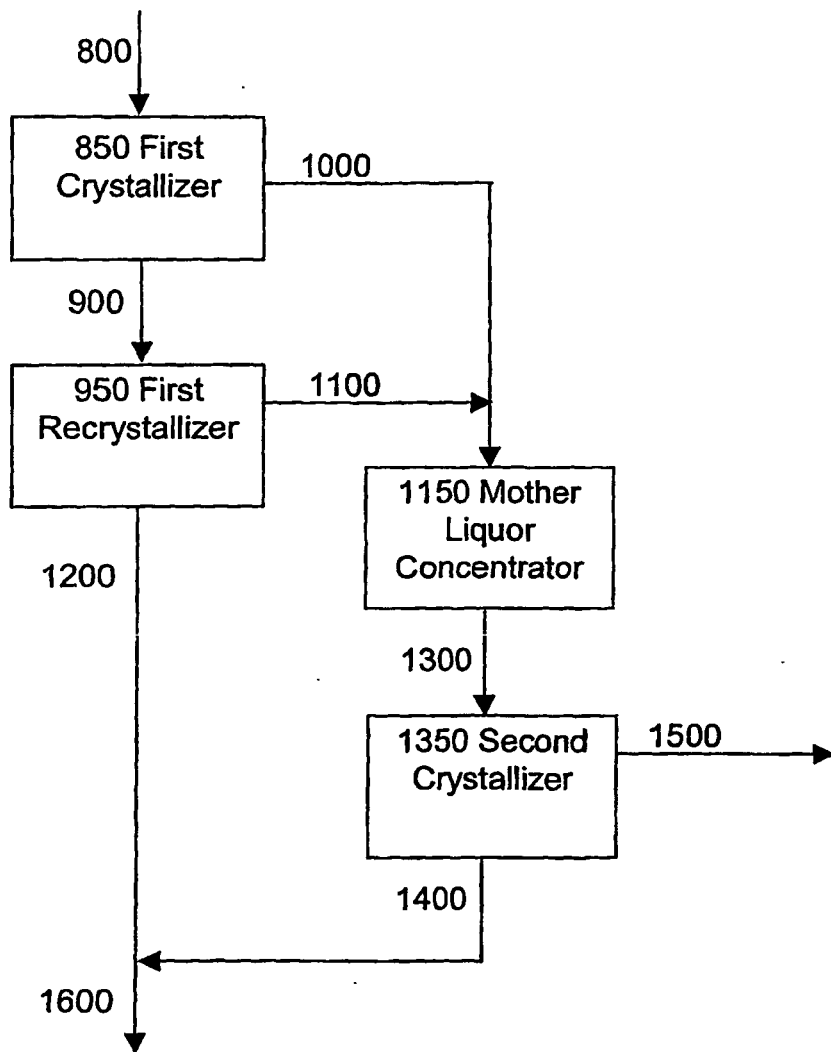 800
850 First
Crystallizer
1000
900
950 First
Recrystallizer
1100
1150 Mother
Liquor
Concentrator
1200
1300
1350 Second
Crystallizer
1500
1400
1600